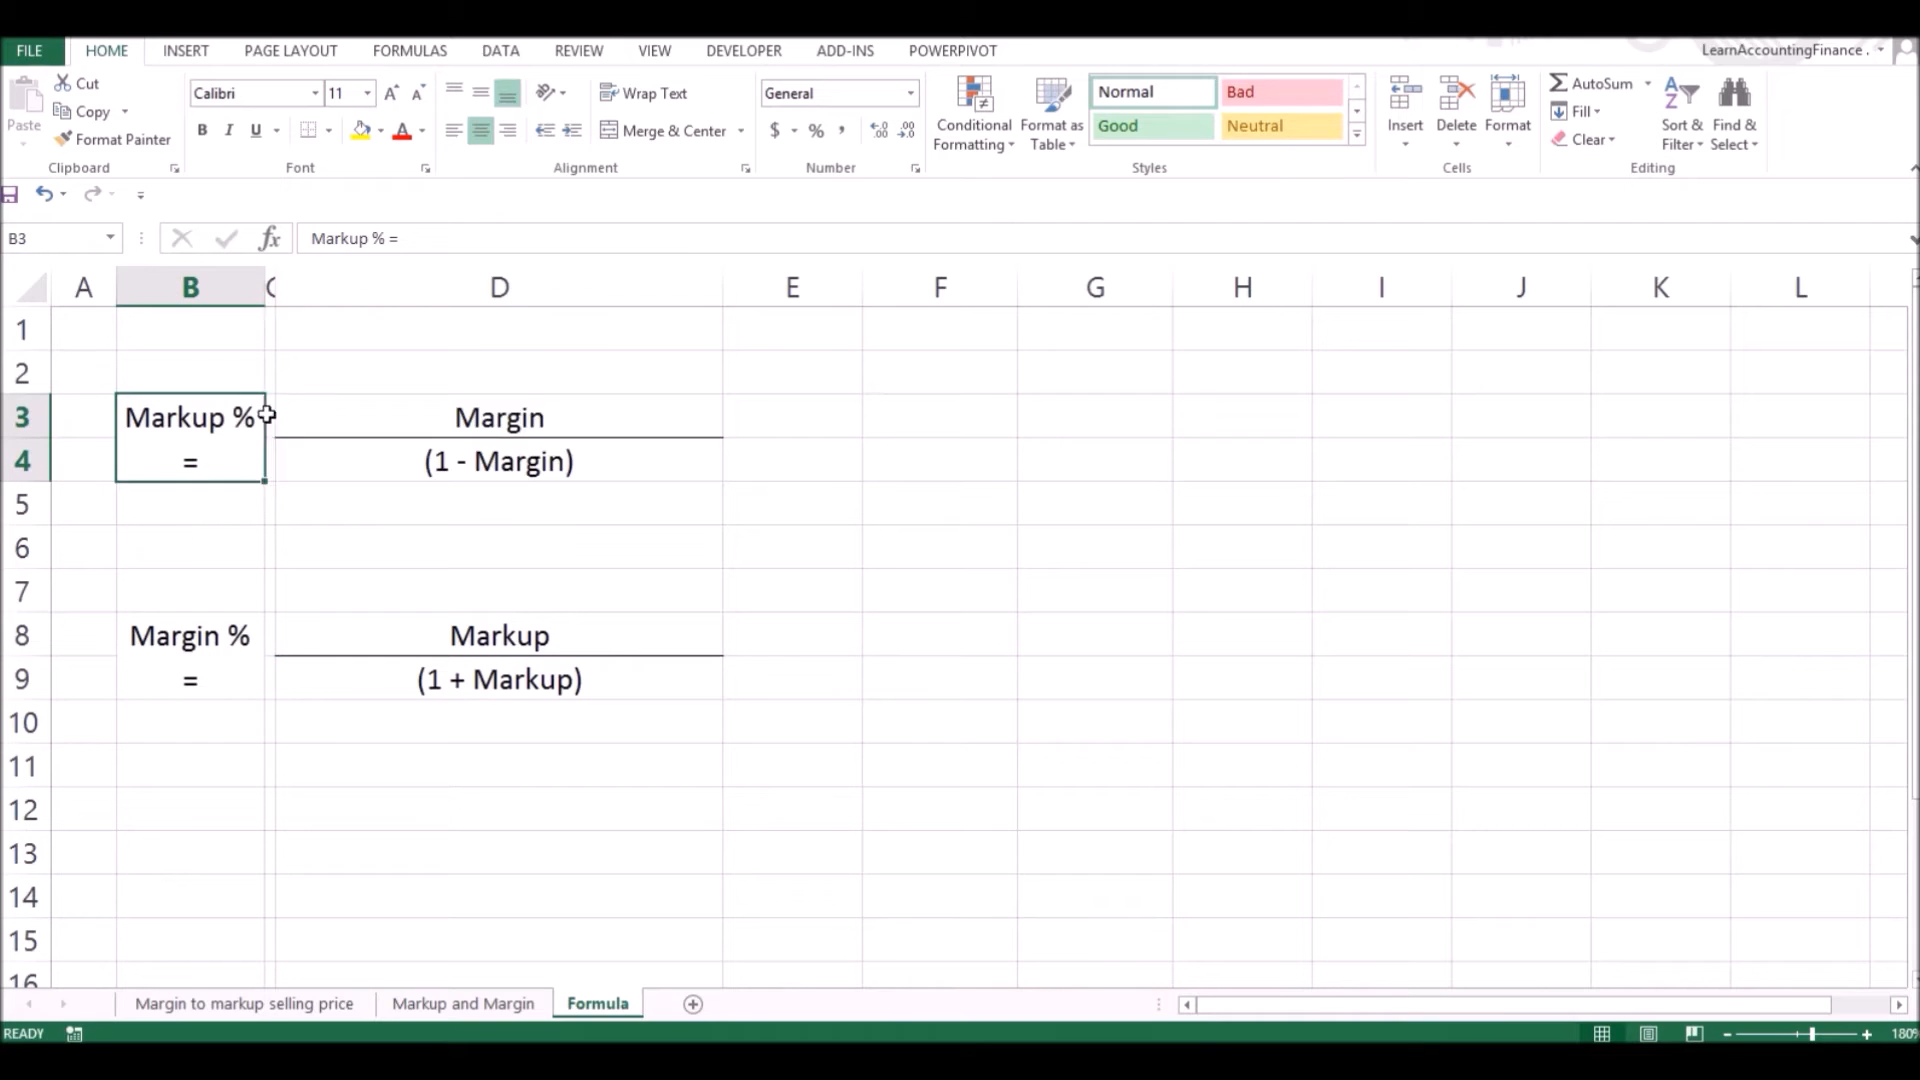 FILE HOME INSERT PAGE LAYOUT FORMULAS DATA REVIEW VIEW DEVELOPER ADD-INS POWERPIVOT LearnAccountingFinance .
Paste
Cut
Copy
Format Painter
Clipboard
Calibri 11
B I U
Font
Wrap Text
Merge & Center
Alignment
General
$ % ,
Number
Conditional Formatting
Format as Table
Normal Bad
Good Neutral
Styles
Insert Delete Format
Cells
AutoSum
Fill
Clear
Sort & Filter
Find & Select
Editing
B3 fx Markup % =
A B C D E F G H I J K L
1
2
3 Markup % Margin
4 = (1 - Margin)
5
6
7
8 Margin % Markup
9 = (1 + Markup)
10
11
12
13
14
15
16
Margin to markup selling price Markup and Margin Formula
READY 180%